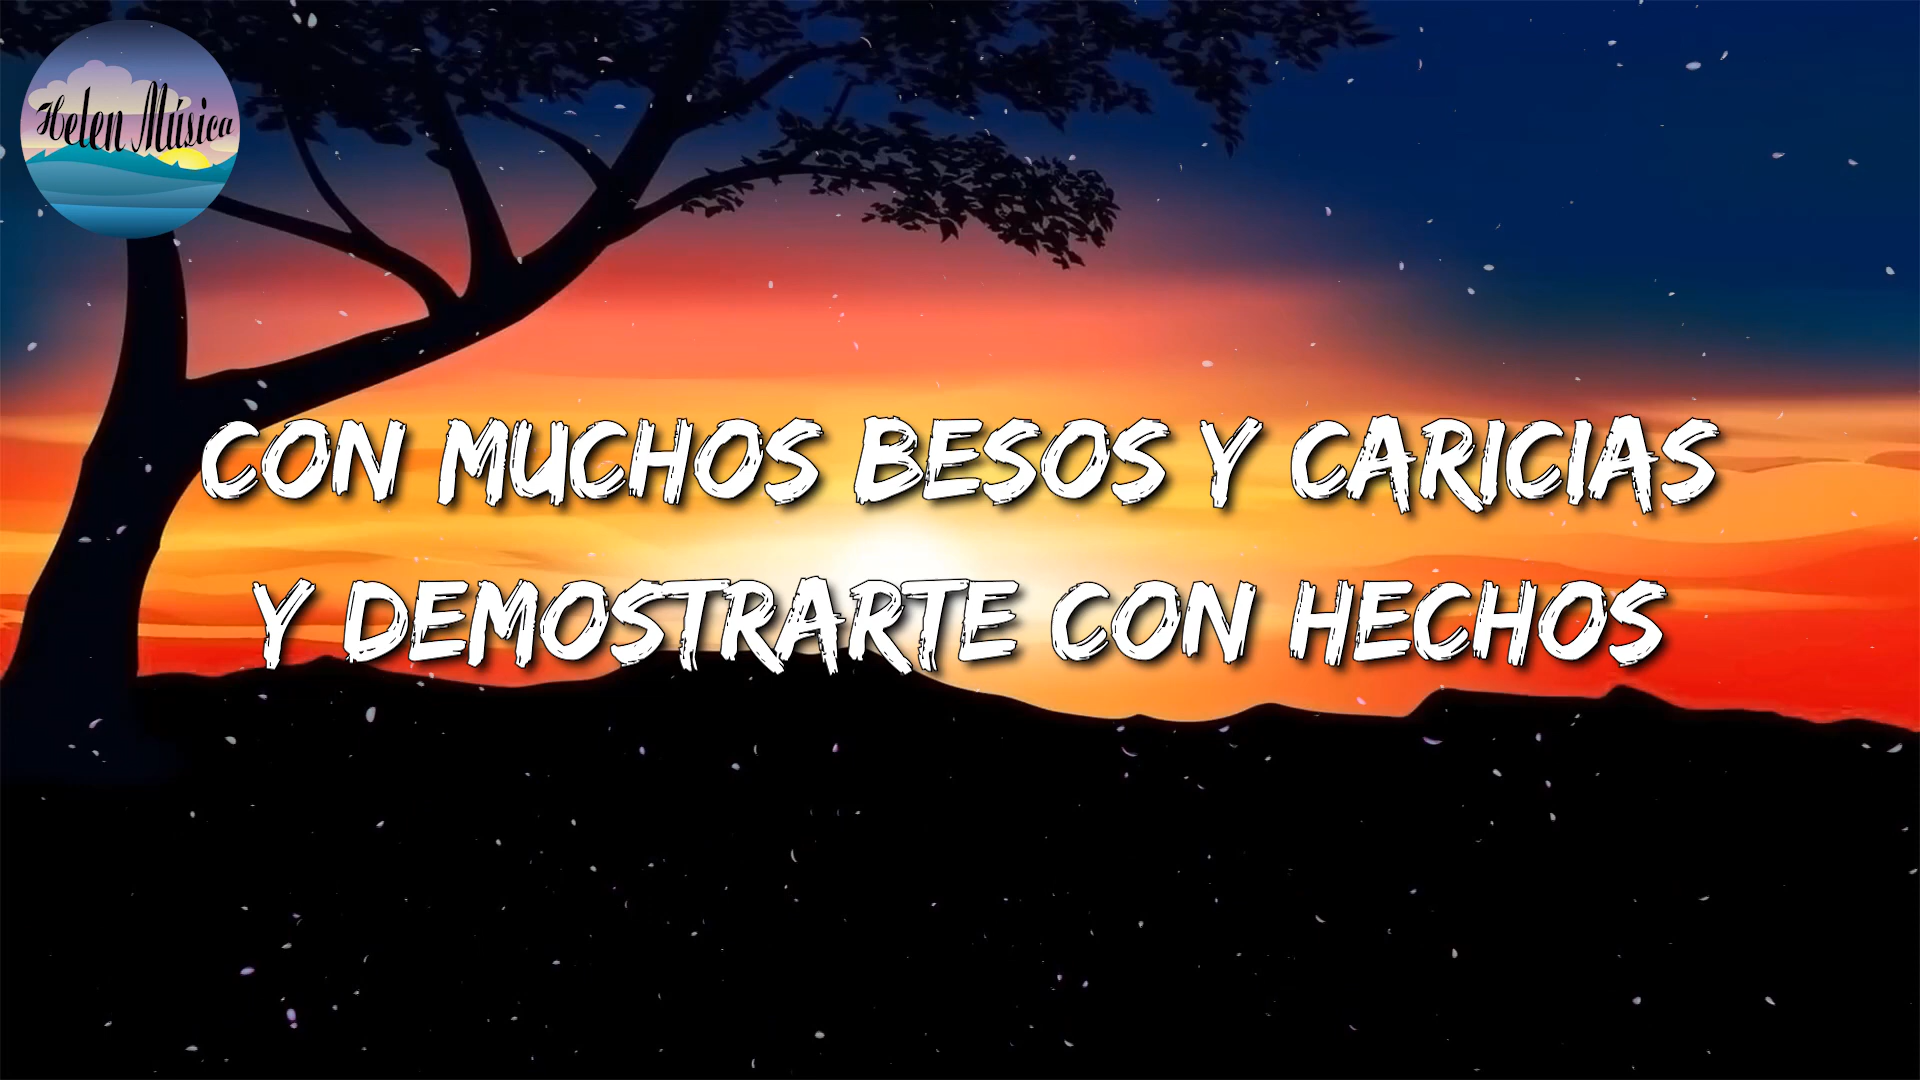 Helen Música
CON MUCHOS BESOS Y CARICIAS
Y DEMOSTRARTE CON HECHOS